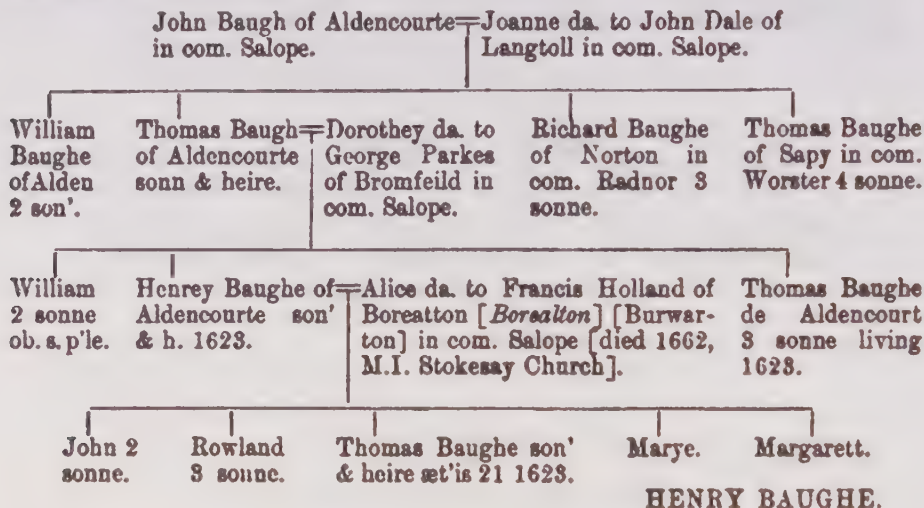 John Baugh of Aldencourte
in com. Salope.
Joanne da. to John Dale of
Langtoll in com. Salope.
William
Baughe
of Alden
2 son'.
Thomas Baugh
of Aldencourte
sonn & heire.
Dorothey da. to
George Parkes
of Bromfeild in
com. Salope.
Richard Baughe
of Norton in
com. Radnor 3
sonne.
Thomas Baughe
of Sapy in com.
Worster 4 sonne.
William
2 sonne
ob. s. p'le.
Henrey Baughe of
Aldencourte son'
& h. 1623.
Alice da. to Francis Holland of
Boreatton [Borealton] [Burwar-
ton] in com. Salope [died 1662,
M.I. Stokesay Church].
Thomas Baughe
de Aldencourt
3 sonne living
1623.
John 2
sonne.
Rowland
3 sonne.
Thomas Baughe son'
& heire æt'is 21 1623.
Marye.
Margarett.
HENRY BAUGHE.